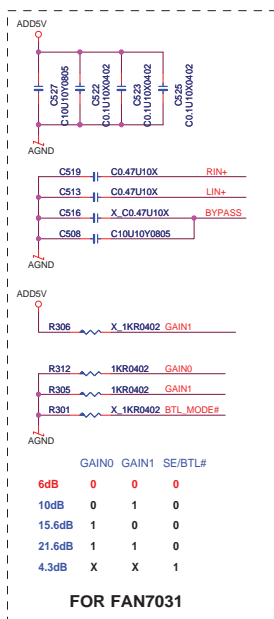 ADD5V
C527
C10U10Y0805
C522
C0.1U10X0402
C523
C0.1U10X0402
C525
C0.1U10X0402
AGND
C519 C0.47U10X RIN+
C513 C0.47U10X LIN+
C516 X_C0.47U10X BYPASS
C508 C10U10Y0805
AGND
ADD5V
R306 X_1KR0402 GAIN1
R312 1KR0402 GAIN0
R305 1KR0402 GAIN1
R301 X_1KR0402 BTL_MODE#
AGND
GAIN0 GAIN1 SE/BTL#
6dB 0 0 0
10dB 0 1 0
15.6dB 1 0 0
21.6dB 1 1 0
4.3dB X X 1
FOR FAN7031